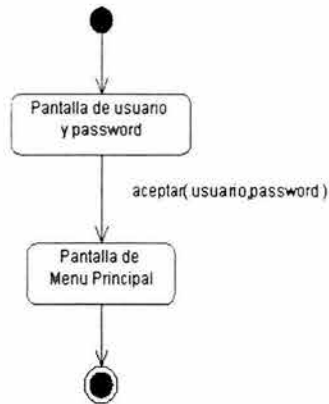 Pantalla de usuario
y password
aceptar( usuario,password )
Pantalla de
Menu Principal